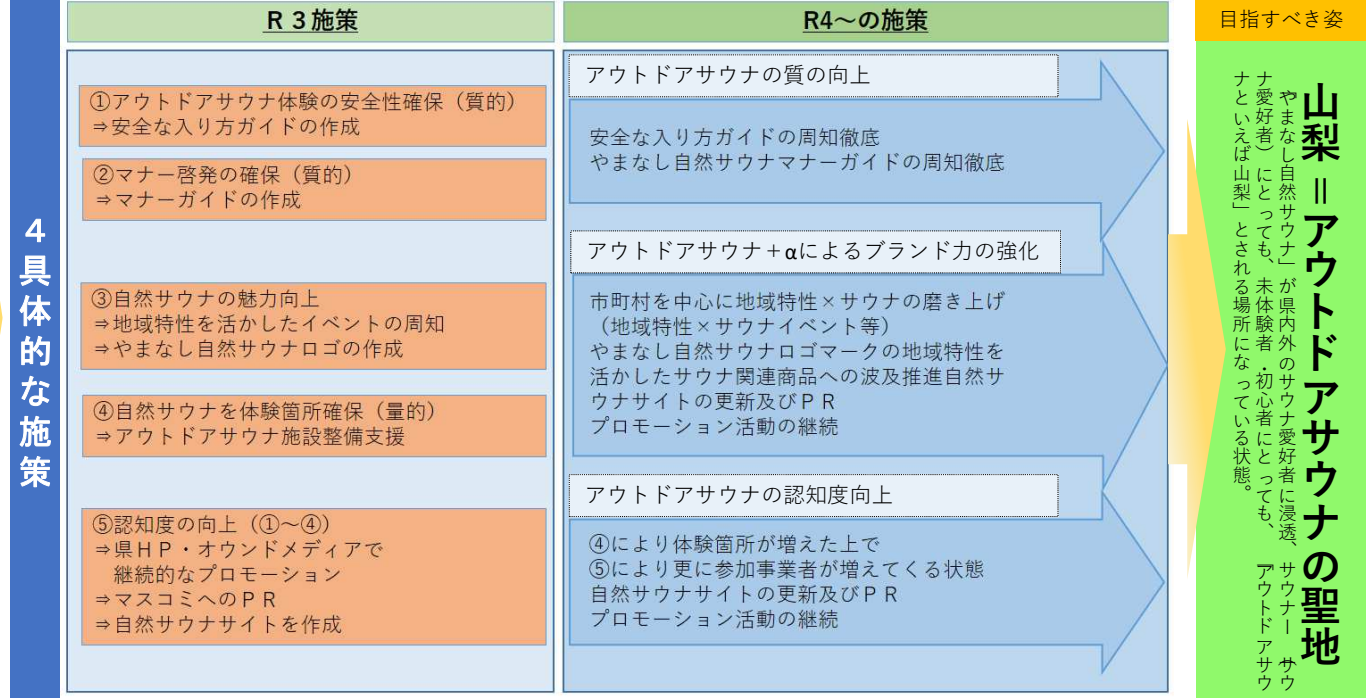 4具体的な施策
R3施策
①アウトドアサウナ体験の安全性確保（質的）
⇒安全な入り方ガイドの作成
②マナー啓発の確保（質的）
⇒マナーガイドの作成
③自然サウナの魅力向上
⇒地域特性を活かしたイベントの周知
⇒やまなし自然サウナロゴの作成
④自然サウナを体験箇所確保（量的）
⇒アウトドアサウナ施設整備支援
⑤認知度の向上（①～④）
⇒県HP・オウンドメディアで
継続的なプロモーション
⇒マスコミへのPR
⇒自然サウナサイトを作成
R4～の施策
アウトドアサウナの質の向上
安全な入り方ガイドの周知徹底
やまなし自然サウナマナーガイドの周知徹底
アウトドアサウナ+αによるブランド力の強化
市町村を中心に地域特性×サウナの磨き上げ
（地域特性×サウナイベント等）
やまなし自然サウナロゴマークの地域特性を
活かしたサウナ関連商品への波及推進自然サ
ウナサイトの更新及びPR
プロモーション活動の継続
アウトドアサウナの認知度向上
④により体験箇所が増えた上で
⑤により更に参加事業者が増えてくる状態
自然サウナサイトの更新及びPR
プロモーション活動の継続
目指すべき姿
山梨＝アウトドアサウナの聖地
「やまなし自然サウナ」が県内外のサウナ愛好者に浸透、サウナー（サウ
ナ愛好者）にとっても、未体験者・初心者にとっても、「アウトドアサウ
ナといえば山梨」とされる場所になっている状態。